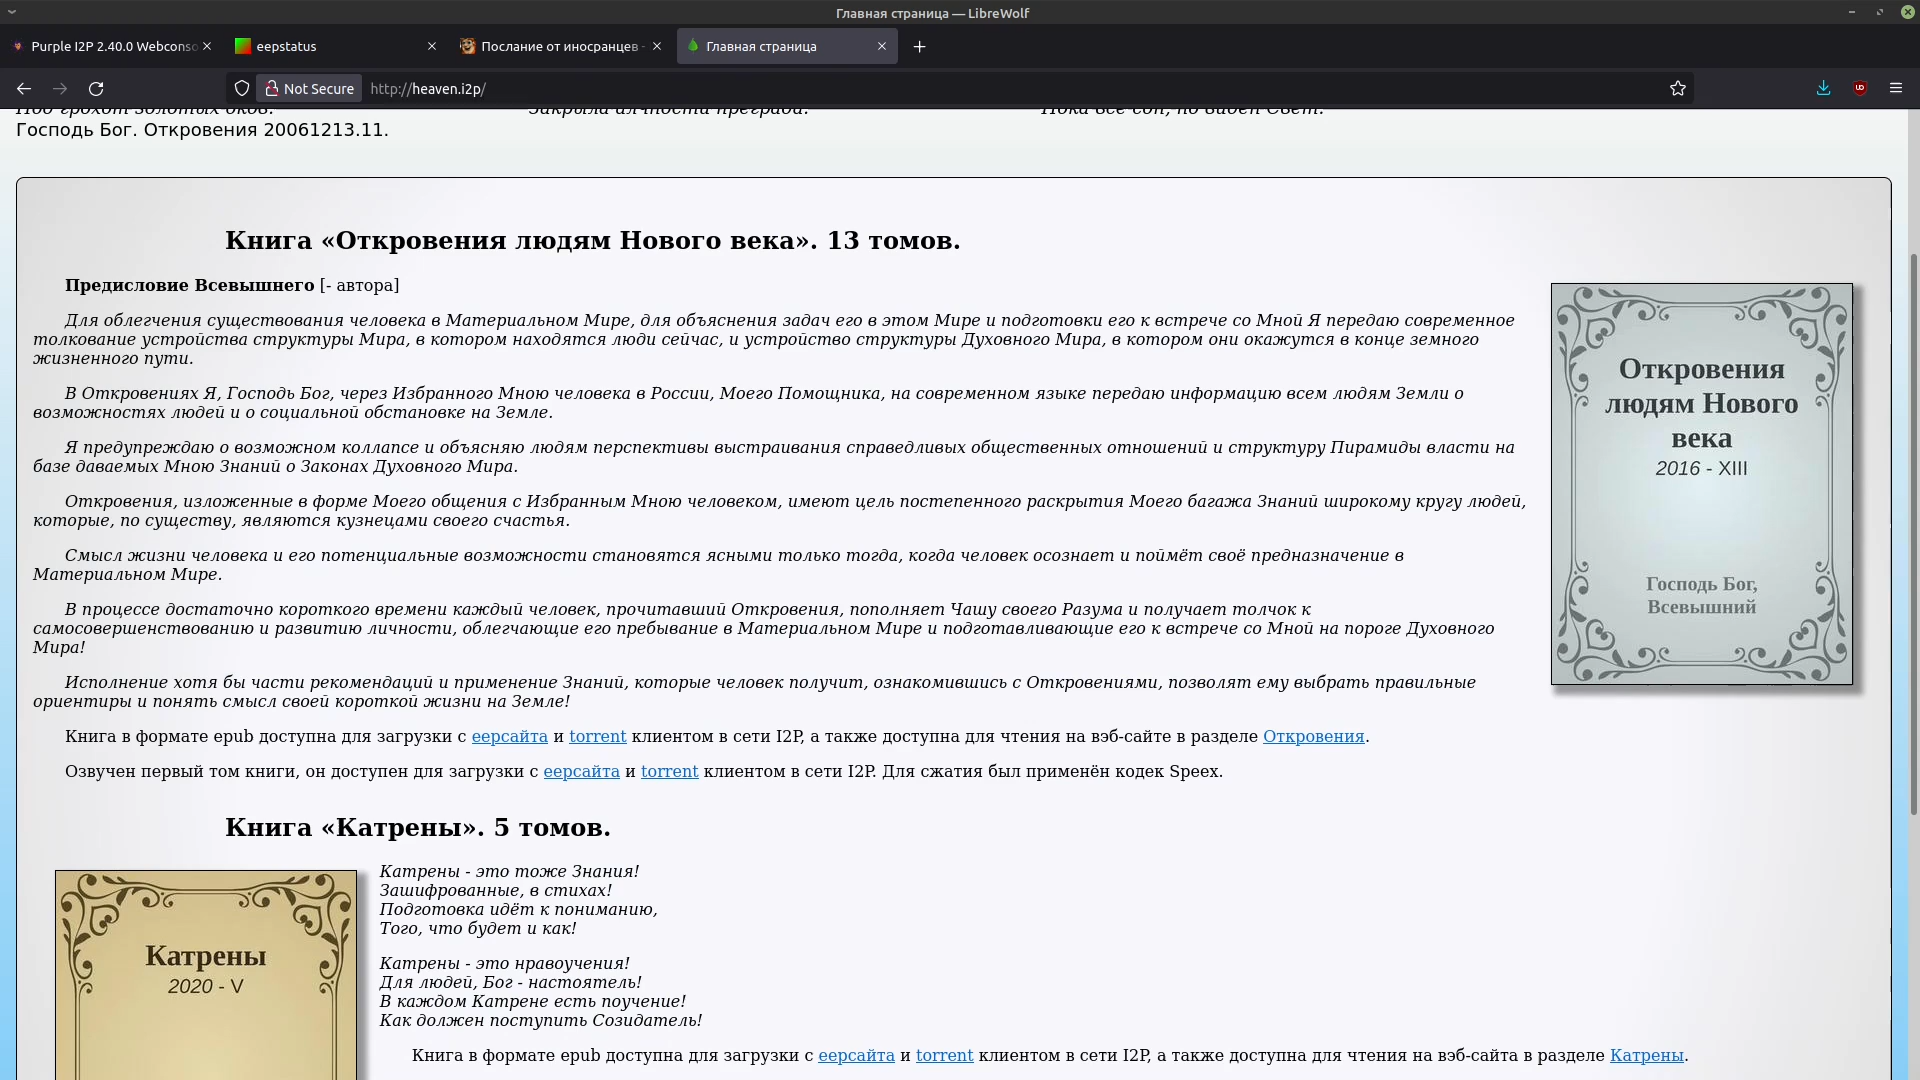 Главная страница — LibreWolf
Purple I2P 2.40.0 Webconso
eepstatus
Послание от иносранцев -
Главная страница
Not Secure
http://heaven.i2p/
Под грохот золотых оков. Закрыла алчности преграда. Пока всё сон, но виден Свет.
Господь Бог. Откровения 20061213.11.
Книга «Откровения людям Нового века». 13 томов.
Предисловие Всевышнего [- автора]
Для облегчения существования человека в Материальном Мире, для объяснения задач его в этом Мире и подготовки его к встрече со Мной Я передаю современное
толкование устройства структуры Мира, в котором находятся люди сейчас, и устройство структуры Духовного Мира, в котором они окажутся в конце земного
жизненного пути.
В Откровениях Я, Господь Бог, через Избранного Мною человека в России, Моего Помощника, на современном языке передаю информацию всем людям Земли о
возможностях людей и о социальной обстановке на Земле.
Я предупреждаю о возможном коллапсе и объясняю людям перспективы выстраивания справедливых общественных отношений и структуру Пирамиды власти на
базе даваемых Мною Знаний о Законах Духовного Мира.
Откровения, изложенные в форме Моего общения с Избранным Мною человеком, имеют цель постепенного раскрытия Моего багажа Знаний широкому кругу людей,
которые, по существу, являются кузнецами своего счастья.
Смысл жизни человека и его потенциальные возможности становятся ясными только тогда, когда человек осознает и поймёт своё предназначение в
Материальном Мире.
В процессе достаточно короткого времени каждый человек, прочитавший Откровения, пополняет Чашу своего Разума и получает толчок к
самосовершенствованию и развитию личности, облегчающие его пребывание в Материальном Мире и подготавливающие его к встрече со Мной на пороге Духовного
Мира!
Исполнение хотя бы части рекомендаций и применение Знаний, которые человек получит, ознакомившись с Откровениями, позволят ему выбрать правильные
ориентиры и понять смысл своей короткой жизни на Земле!
Книга в формате epub доступна для загрузки с eepсайта и torrent клиентом в сети I2P, а также доступна для чтения на вэб-сайте в разделе Откровения.
Озвучен первый том книги, он доступен для загрузки с eepсайта и torrent клиентом в сети I2P. Для сжатия был применён кодек Speex.
Откровения
людям Нового
века
2016 - XIII
Господь Бог,
Всевышний
Книга «Катрены». 5 томов.
Катрены
2020 - V
Катрены - это тоже Знания!
Зашифрованные, в стихах!
Подготовка идёт к пониманию,
Того, что будет и как!
Катрены - это нравоучения!
Для людей, Бог - настоятель!
В каждом Катрене есть поучение!
Как должен поступить Созидатель!
Книга в формате epub доступна для загрузки с eepсайта и torrent клиентом в сети I2P, а также доступна для чтения на вэб-сайта в разделе Катрены.